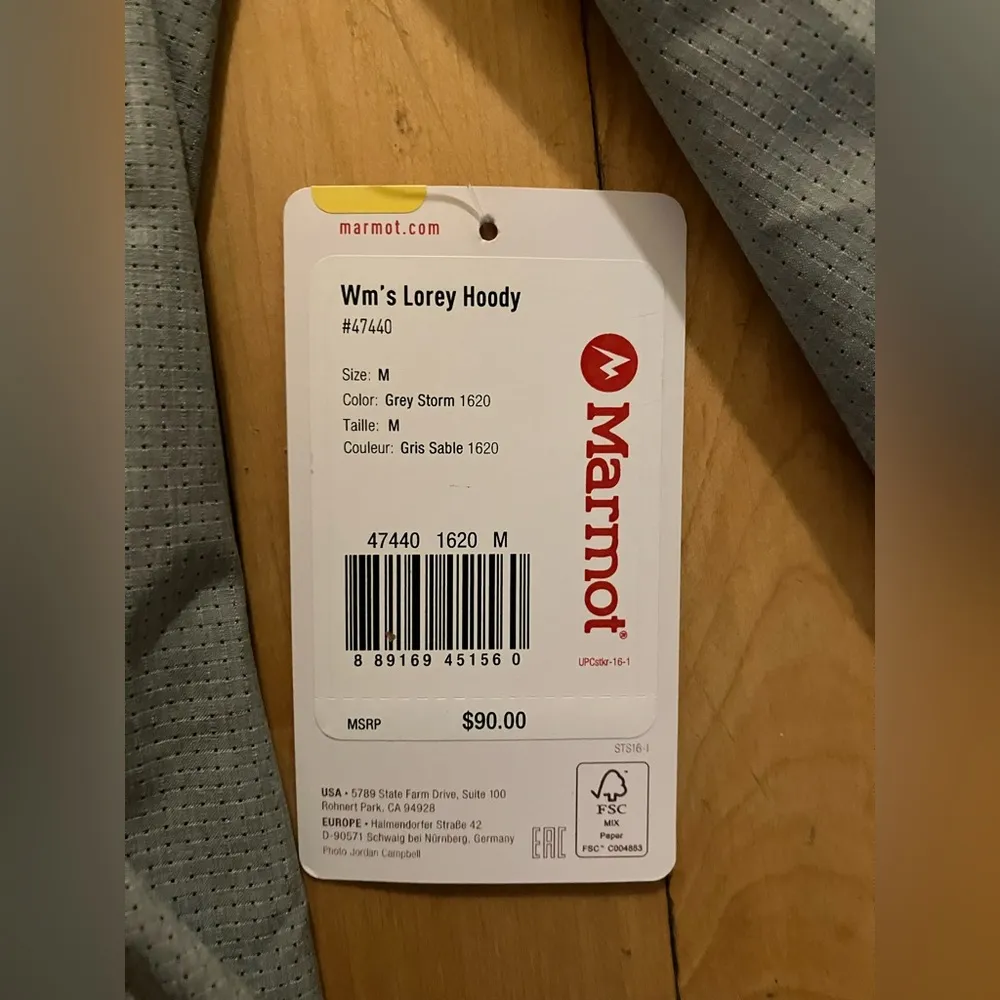 marmot.com
Wm's Lorey Hoody
#47440
Size: M
Color: Grey Storm 1620
Taille: M
Couleur: Gris Sable 1620
47440 1620 M
8 89169 45156 0
Marmot®
UPCstkr-16-1
MSRP $90.00
STS16-1
USA • 5789 State Farm Drive, Suite 100
Rohnert Park, CA 94928
EUROPE • Halmendorfer Straße 42
D-90571 Schwaig bei Nürnberg, Germany
Photo Jordan Campbell
EAC
FSC
MIX
Paper
FSC™ C004853